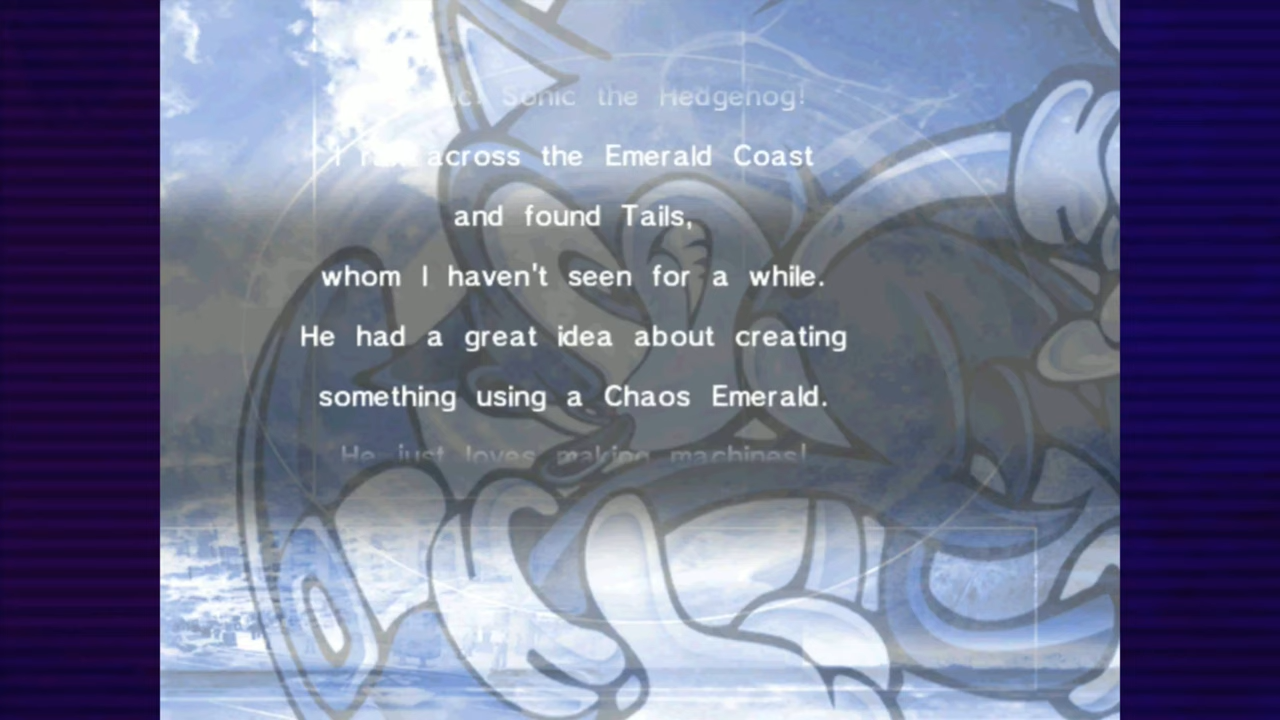 Sonic the Hedgehog!
I ran across the Emerald Coast
and found Tails,
whom I haven't seen for a while.
He had a great idea about creating
something using a Chaos Emerald.
He just loves making machines!